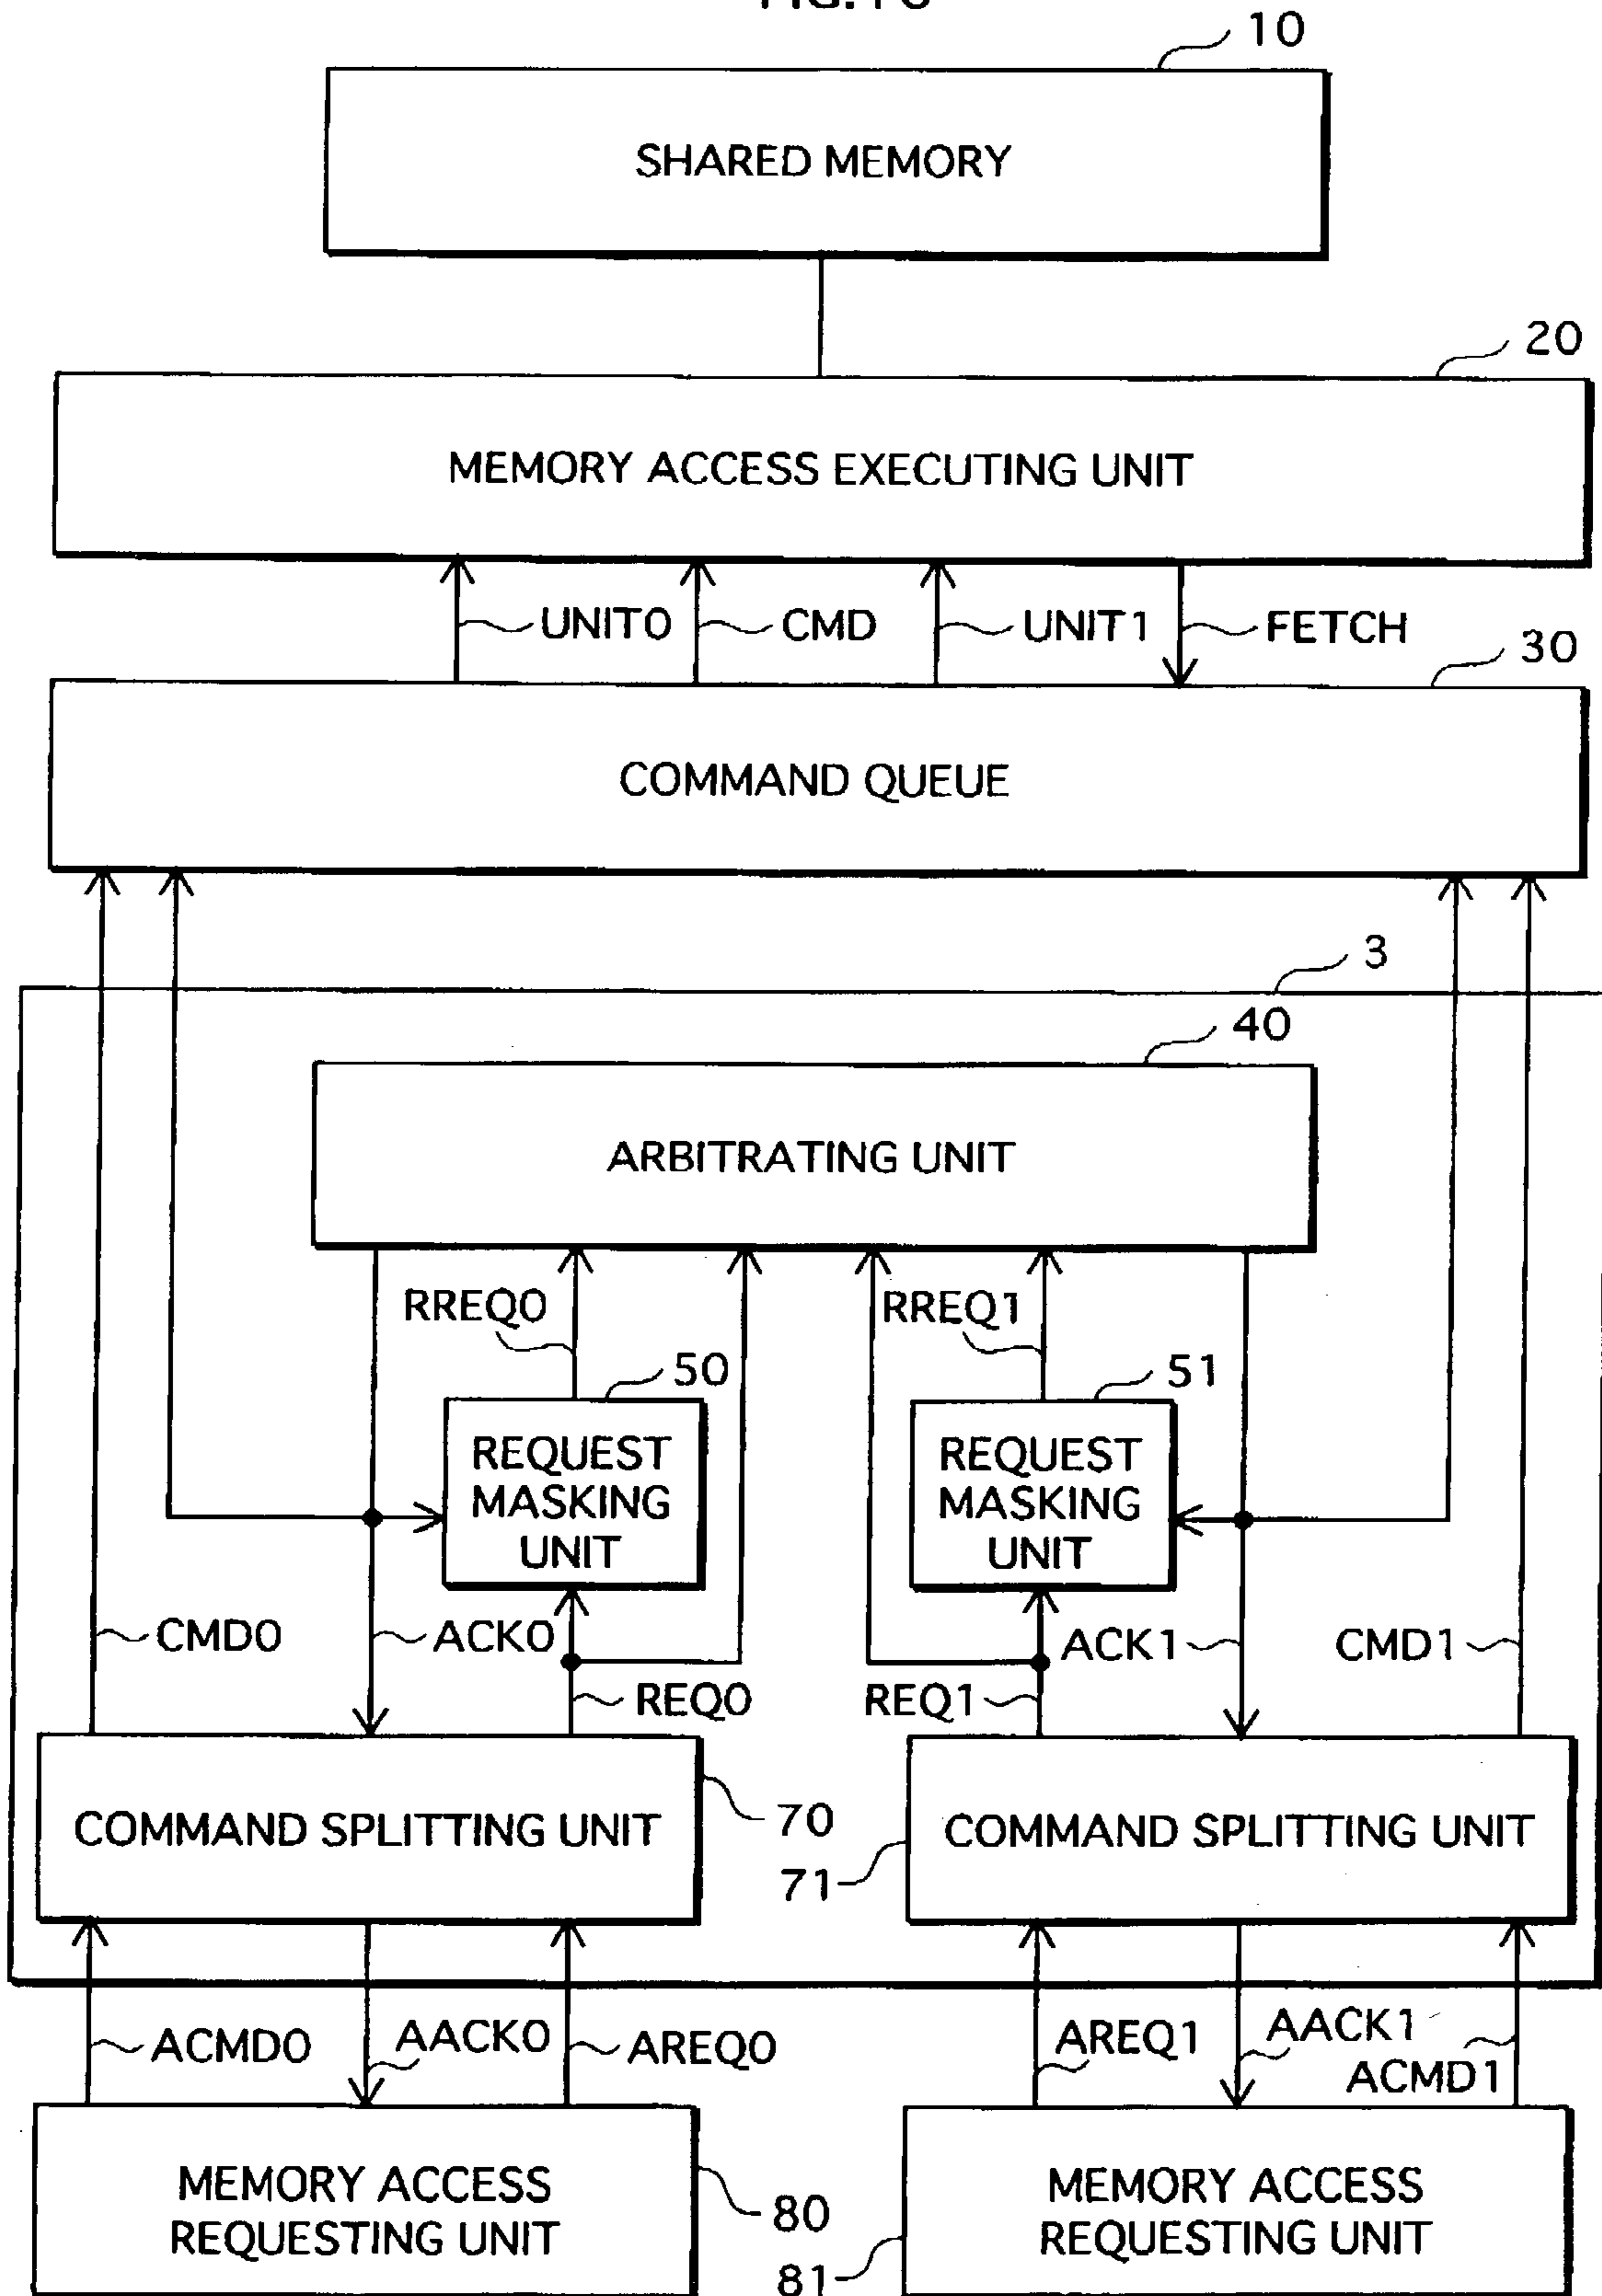 10
SHARED MEMORY
20
MEMORY ACCESS EXECUTING UNIT
UNIT0
CMD
UNIT1
FETCH
30
COMMAND QUEUE
3
40
ARBITRATING UNIT
RREQ0
RREQ1
50
51
REQUEST
MASKING
UNIT
REQUEST
MASKING
UNIT
CMD0
ACK0
ACK1
CMD1
REQ0
REQ1
COMMAND SPLITTING UNIT
70
COMMAND SPLITTING UNIT
71
ACMD0
AACK0
AREQ0
AREQ1
AACK1
ACMD1
MEMORY ACCESS
REQUESTING UNIT
80
MEMORY ACCESS
REQUESTING UNIT
81